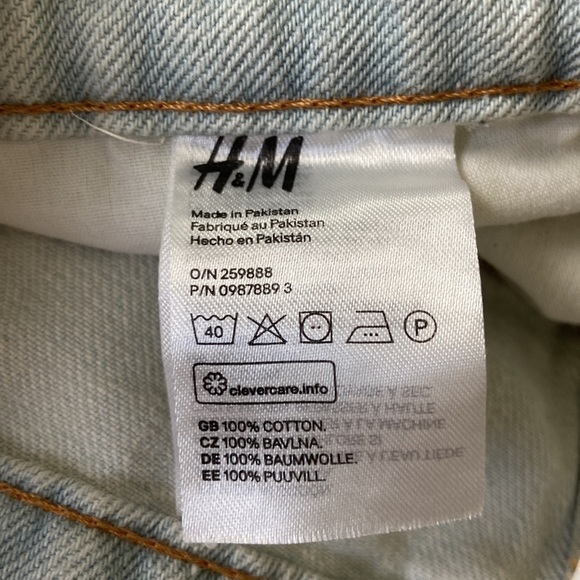 H&M
Made in Pakistan
Fabriqué au Pakistan
Hecho en Pakistán
O/N 259888
P/N 0987889 3
40 P
clevercare.info
GB 100% COTTON.
CZ 100% BAVLNA.
DE 100% BAUMWOLLE.
EE 100% PUUVILL.